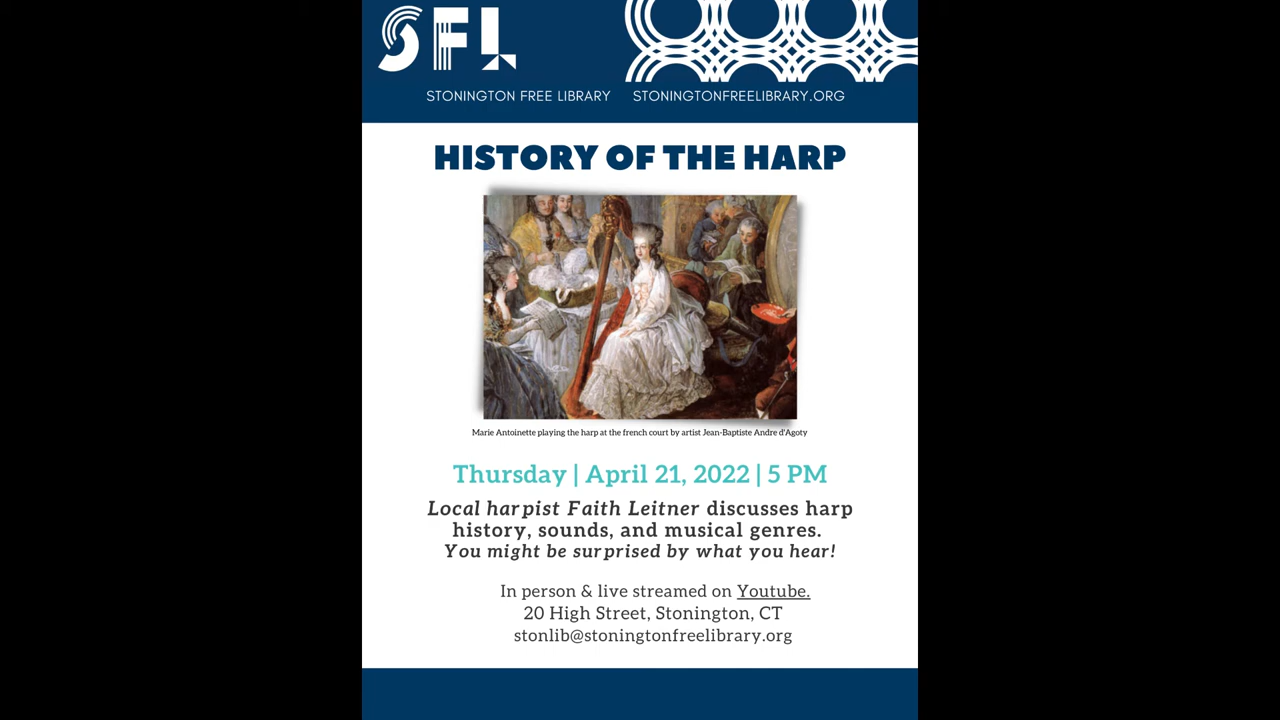 SFL
STONINGTON FREE LIBRARY STONINGTONFREELIBRARY.ORG
HISTORY OF THE HARP
Marie Antoinette playing the harp at the french court by artist Jean-Baptiste Andre d'Agoty
Thursday | April 21, 2022 | 5 PM
Local harpist Faith Leitner discusses harp
history, sounds, and musical genres.
You might be surprised by what you hear!
In person & live streamed on Youtube.
20 High Street, Stonington, CT
stonlib@stoningtonfreelibrary.org